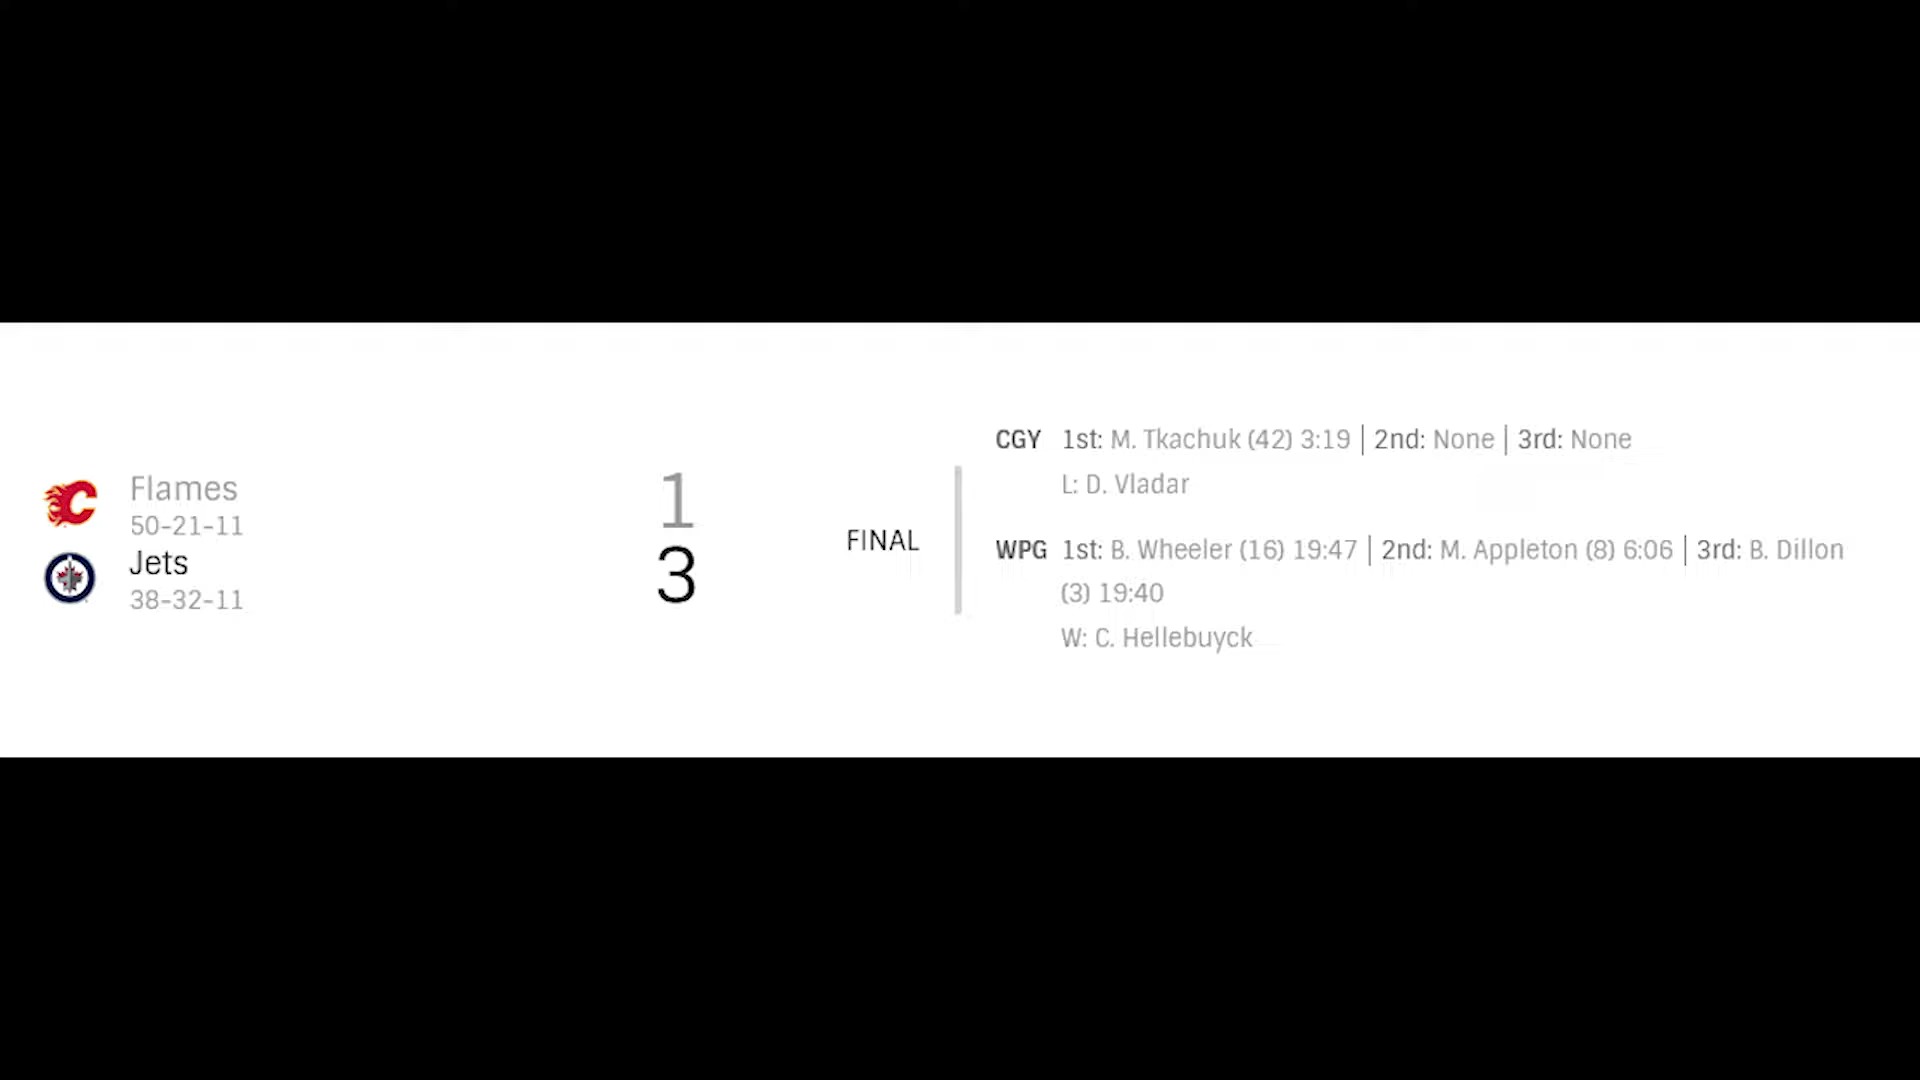 Flames
50-21-11
1
Jets
38-32-11
3
FINAL
CGY 1st: M. Tkachuk (42) 3:19 | 2nd: None | 3rd: None
L: D. Vladar
WPG 1st: B. Wheeler (16) 19:47 | 2nd: M. Appleton (8) 6:06 | 3rd: B. Dillon
(3) 19:40
W: C. Hellebuyck